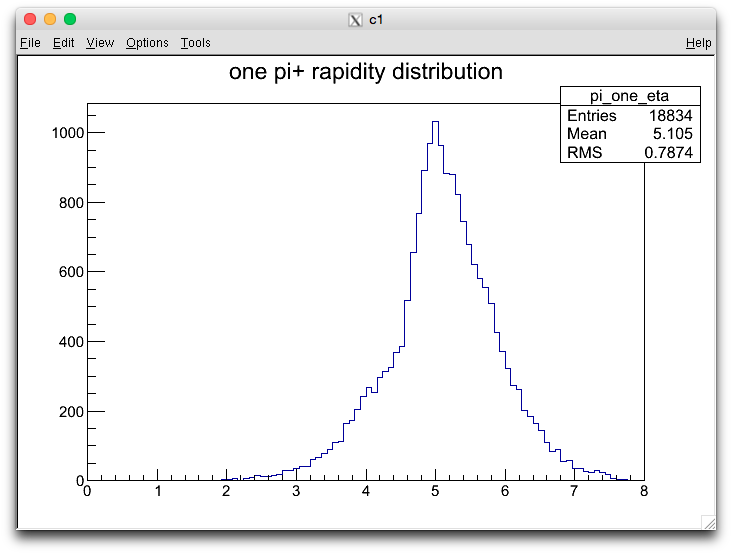 c1
File Edit View Options Tools Help
one pi+ rapidity distribution
pi_one_eta
Entries 18834
Mean 5.105
RMS 0.7874
1000
800
600
400
200
0
0 1 2 3 4 5 6 7 8